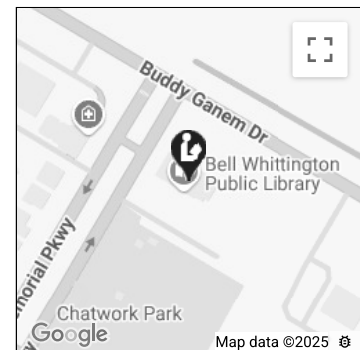 Buddy Ganem Dr
Bell Whittington
Public Library
emorial Pkwy
Chatwork Park
Google
Map data ©2025